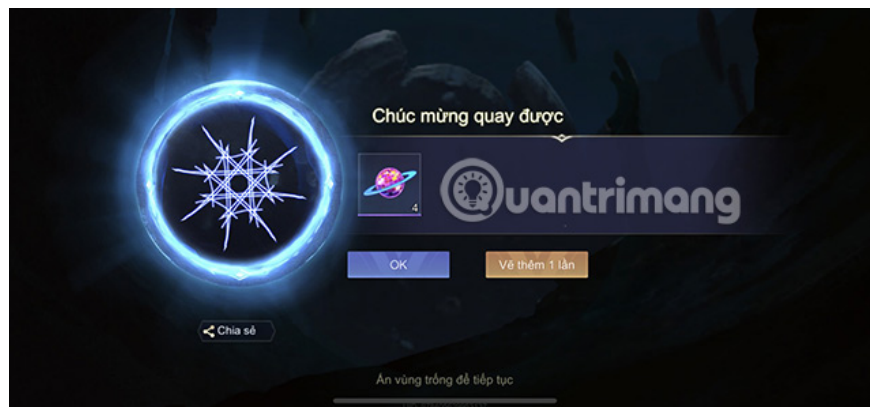 Chúc mừng quay được
4
Quantrimang
OK
Vẽ thêm 1 lần
Chia sẻ
Ấn vùng trống để tiếp tục